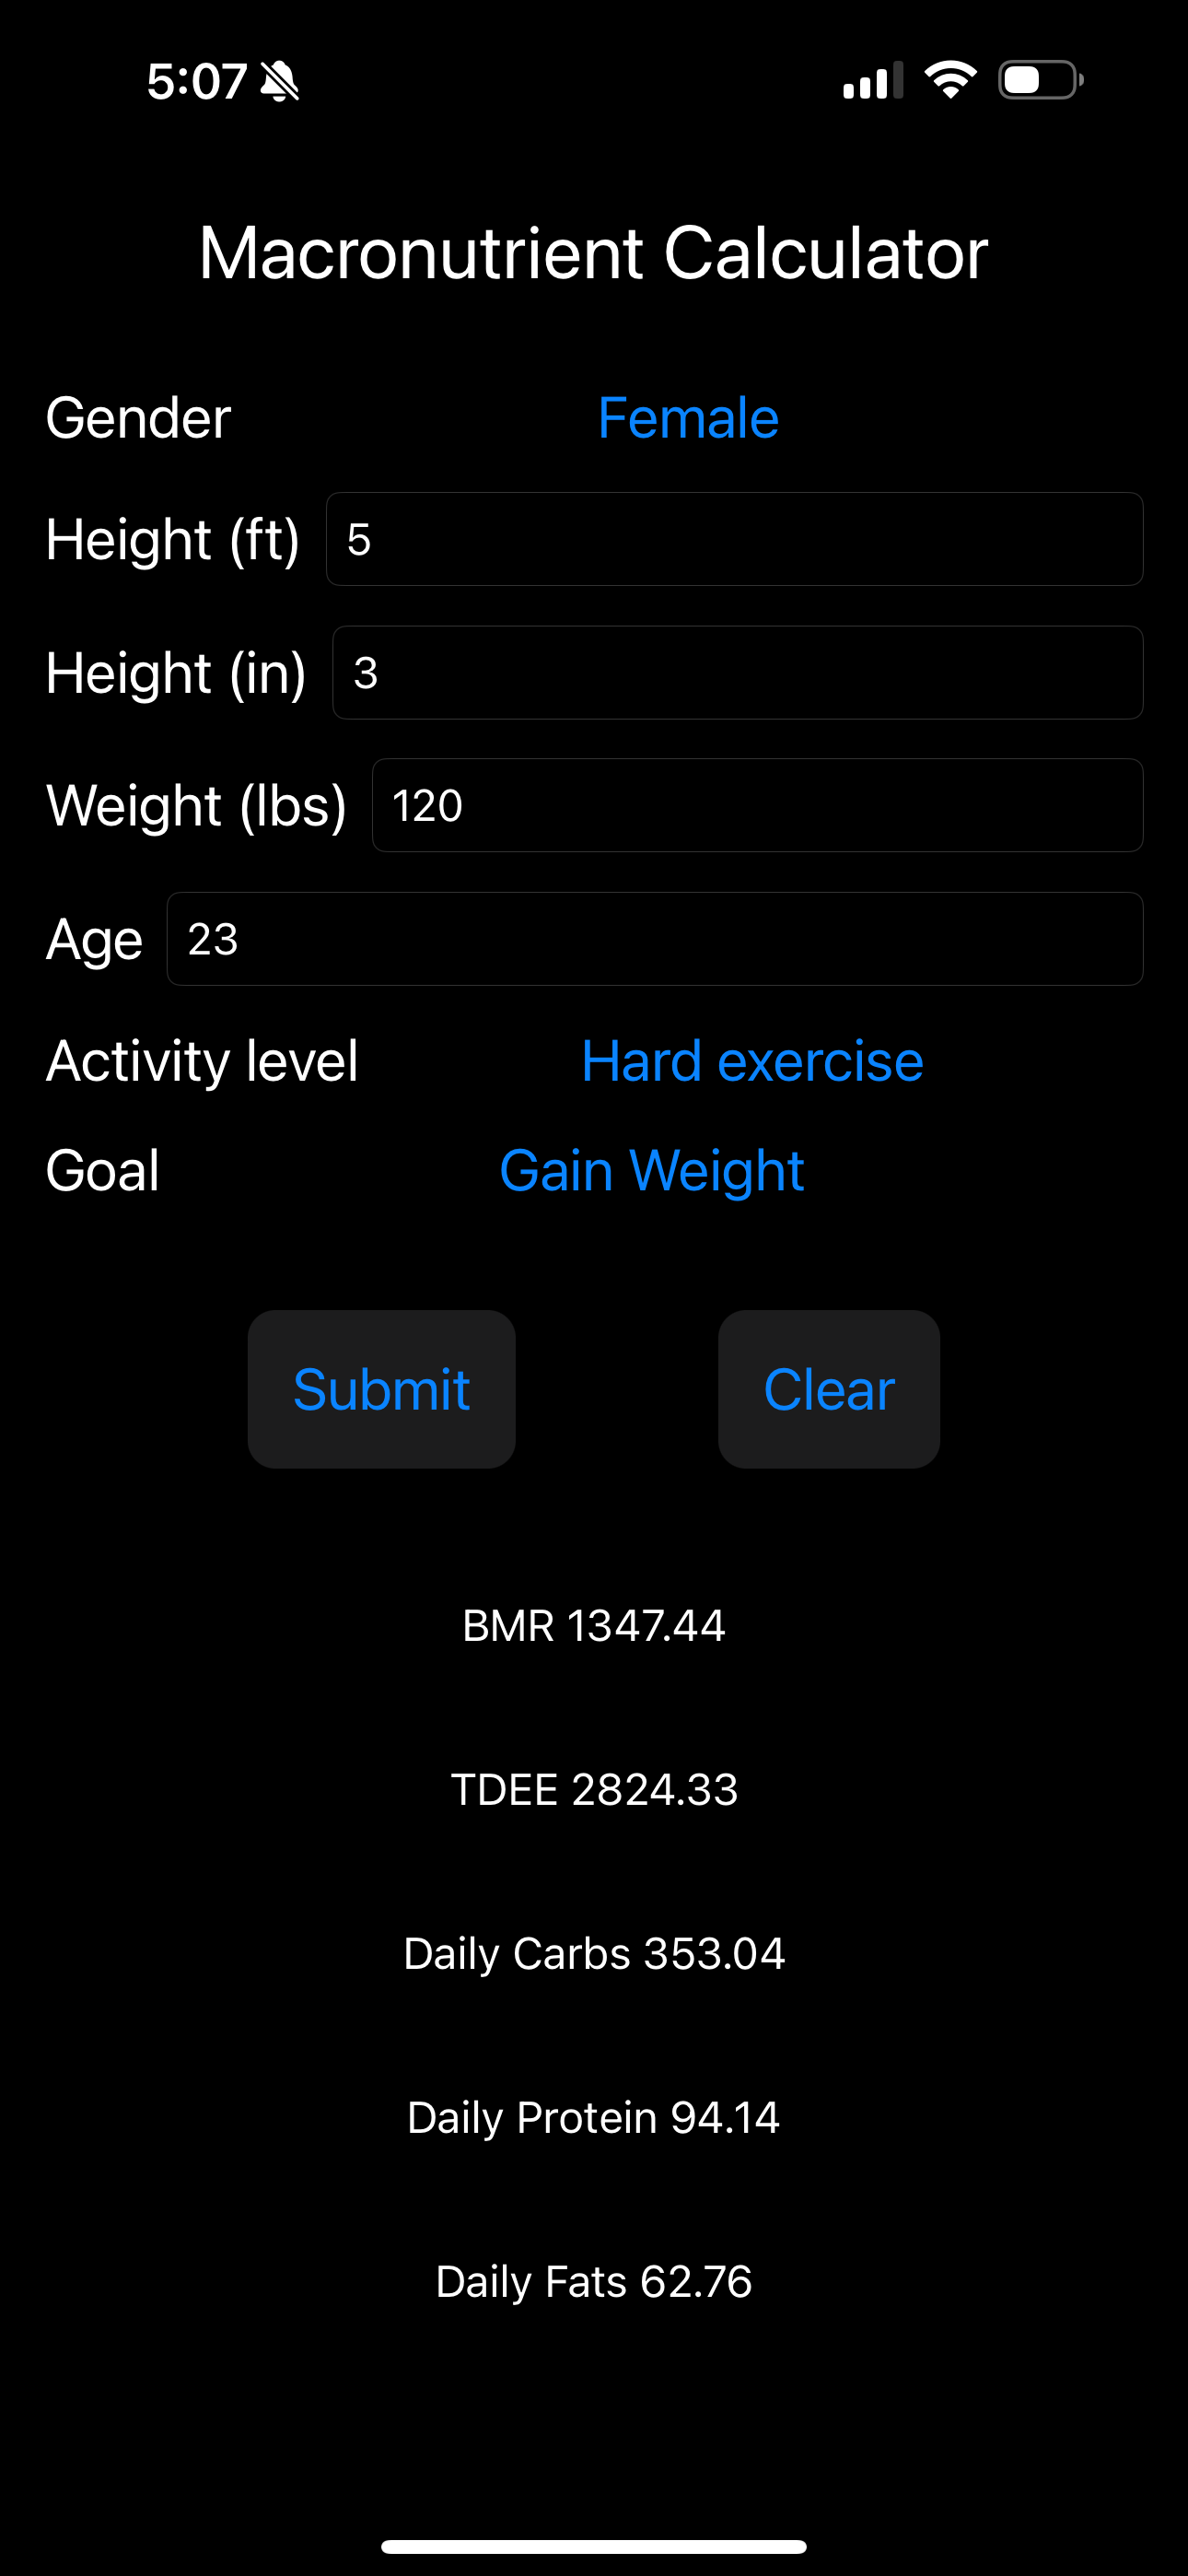 5:07
Macronutrient Calculator
Gender Female
Height (ft) 5
Height (in) 3
Weight (lbs) 120
Age 23
Activity level Hard exercise
Goal Gain Weight
Submit Clear
BMR 1347.44
TDEE 2824.33
Daily Carbs 353.04
Daily Protein 94.14
Daily Fats 62.76